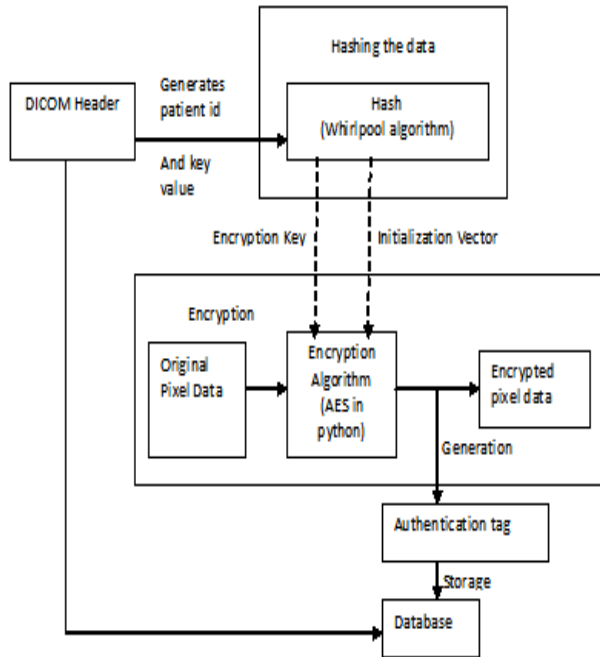 Hashing the data
Generates
patient id
DICOM Header
Hash
(Whirlpool algorithm)
And key
value
Encryption Key
Initialization Vector
Encryption
Original
Pixel Data
Encryption
Algorithm
(AES in
python)
Encrypted
pixel data
Generation
Authentication tag
Storage
Database